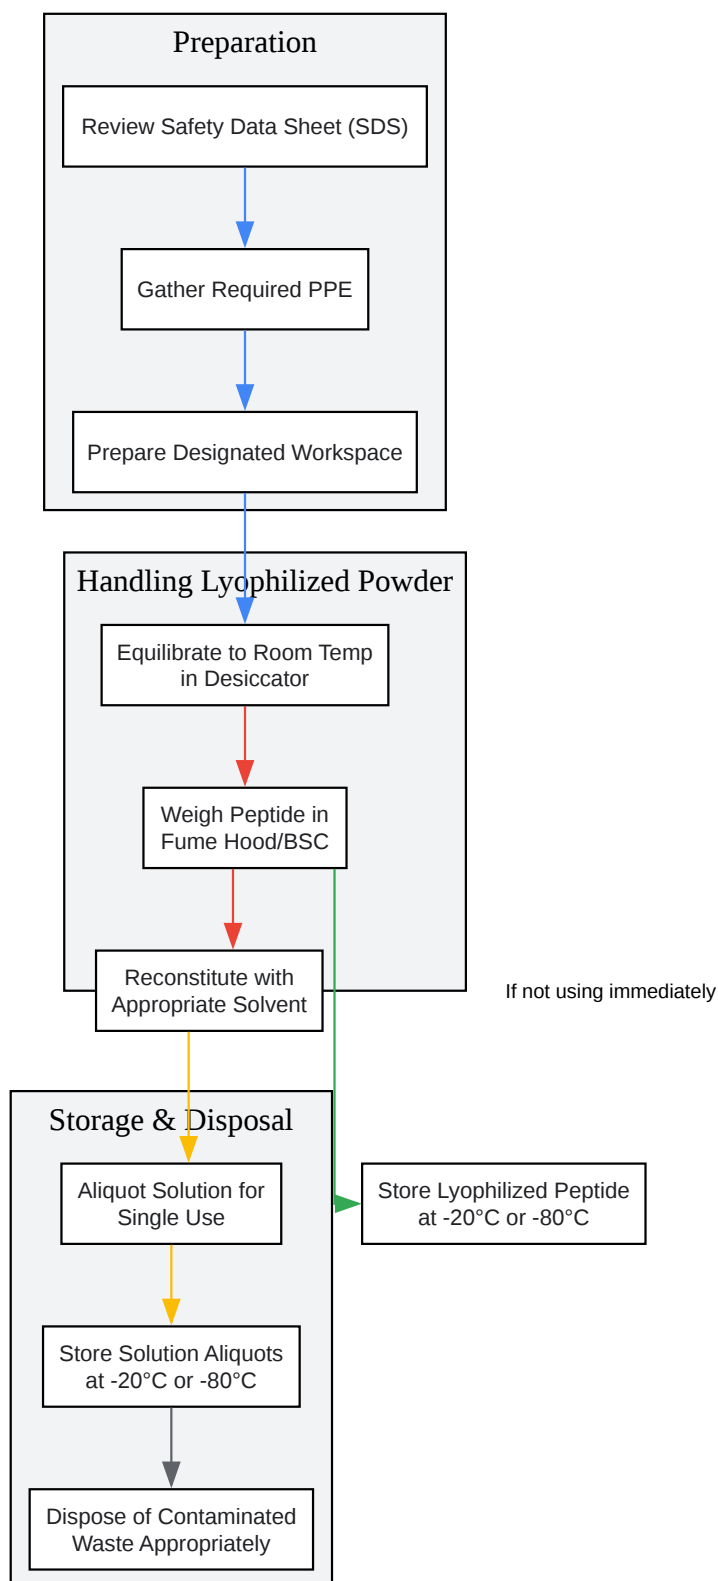 Preparation
Review Safety Data Sheet (SDS)
Gather Required PPE
Prepare Designated Workspace
Handling Lyophilized Powder
Equilibrate to Room Temp
in Desiccator
Weigh Peptide in
Fume Hood/BSC
Reconstitute with
Appropriate Solvent
If not using immediately
Storage & Disposal
Aliquot Solution for
Single Use
Store Lyophilized Peptide
at -20°C or -80°C
Store Solution Aliquots
at -20°C or -80°C
Dispose of Contaminated
Waste Appropriately